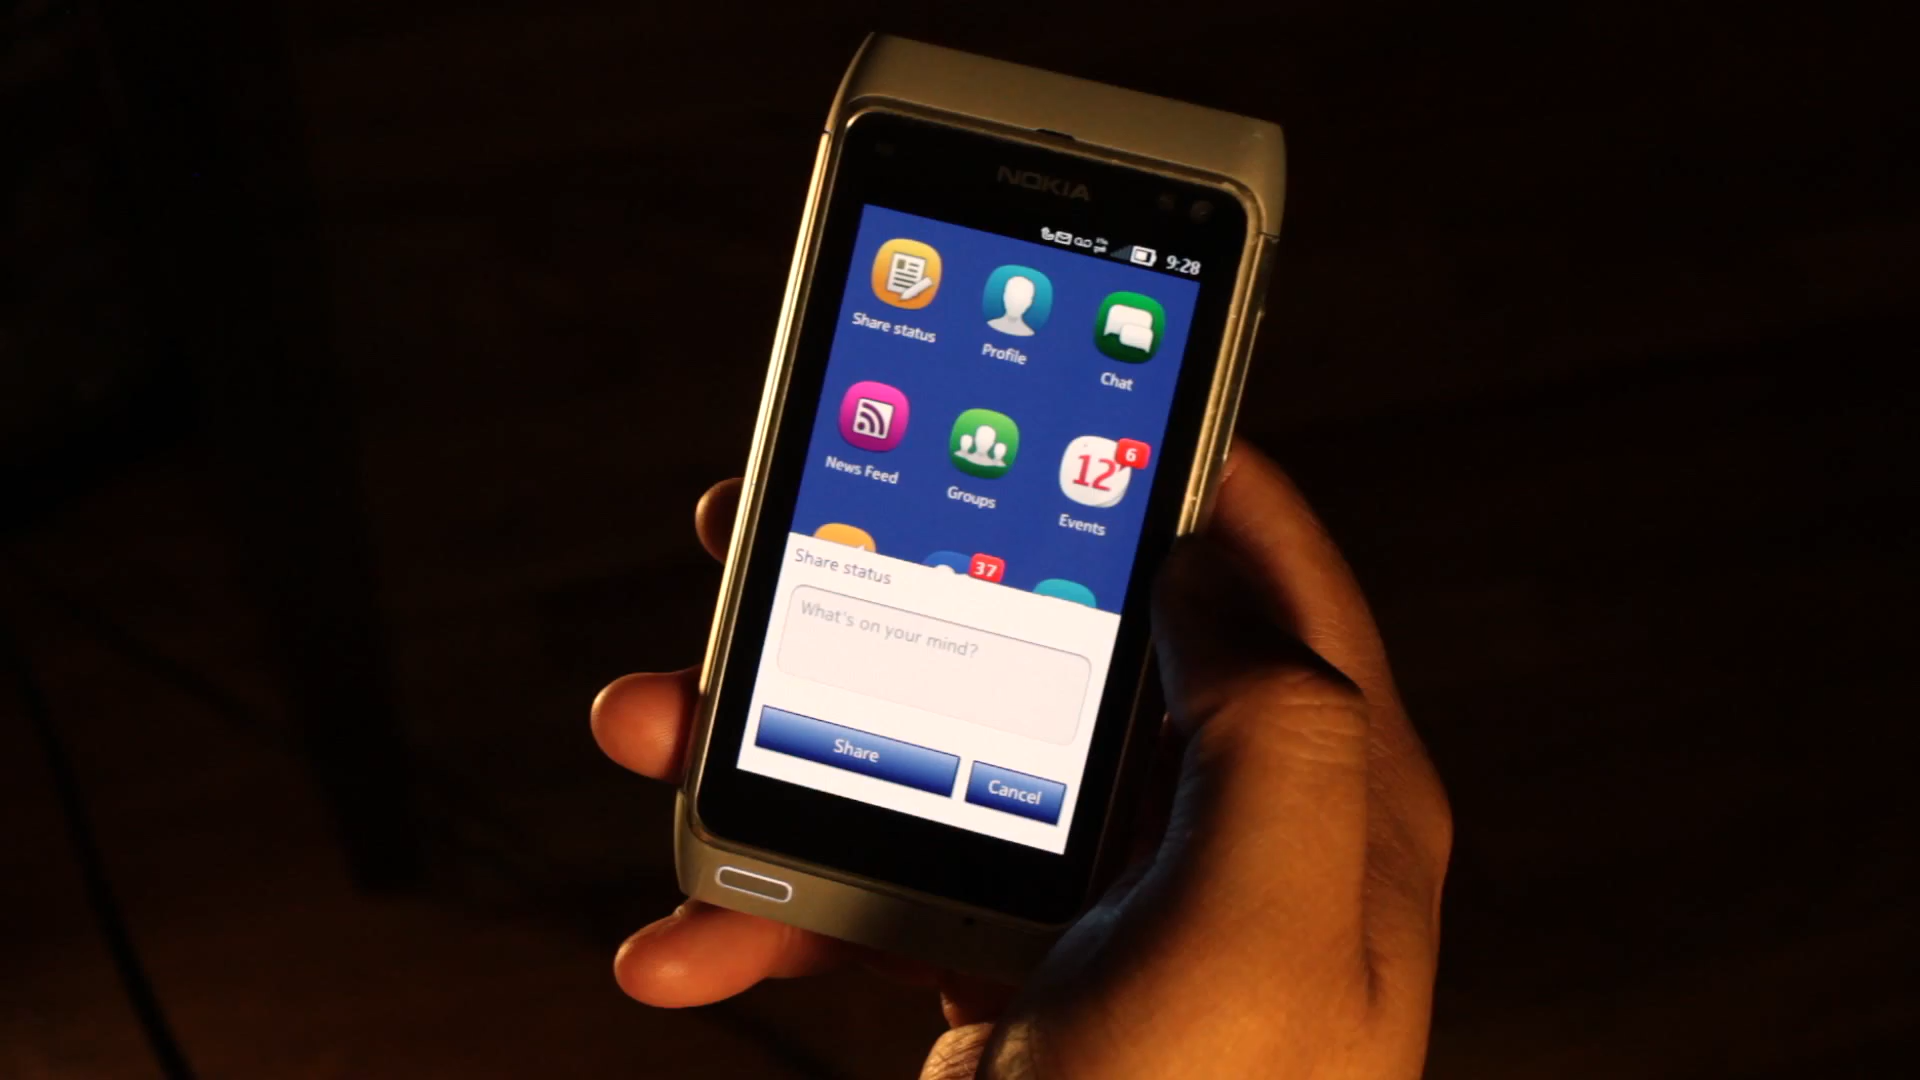 NOKIA
9:28
Share status
Profile
Chat
News Feed
Groups
12
6
Events
37
Share status
What's on your mind?
Share
Cancel